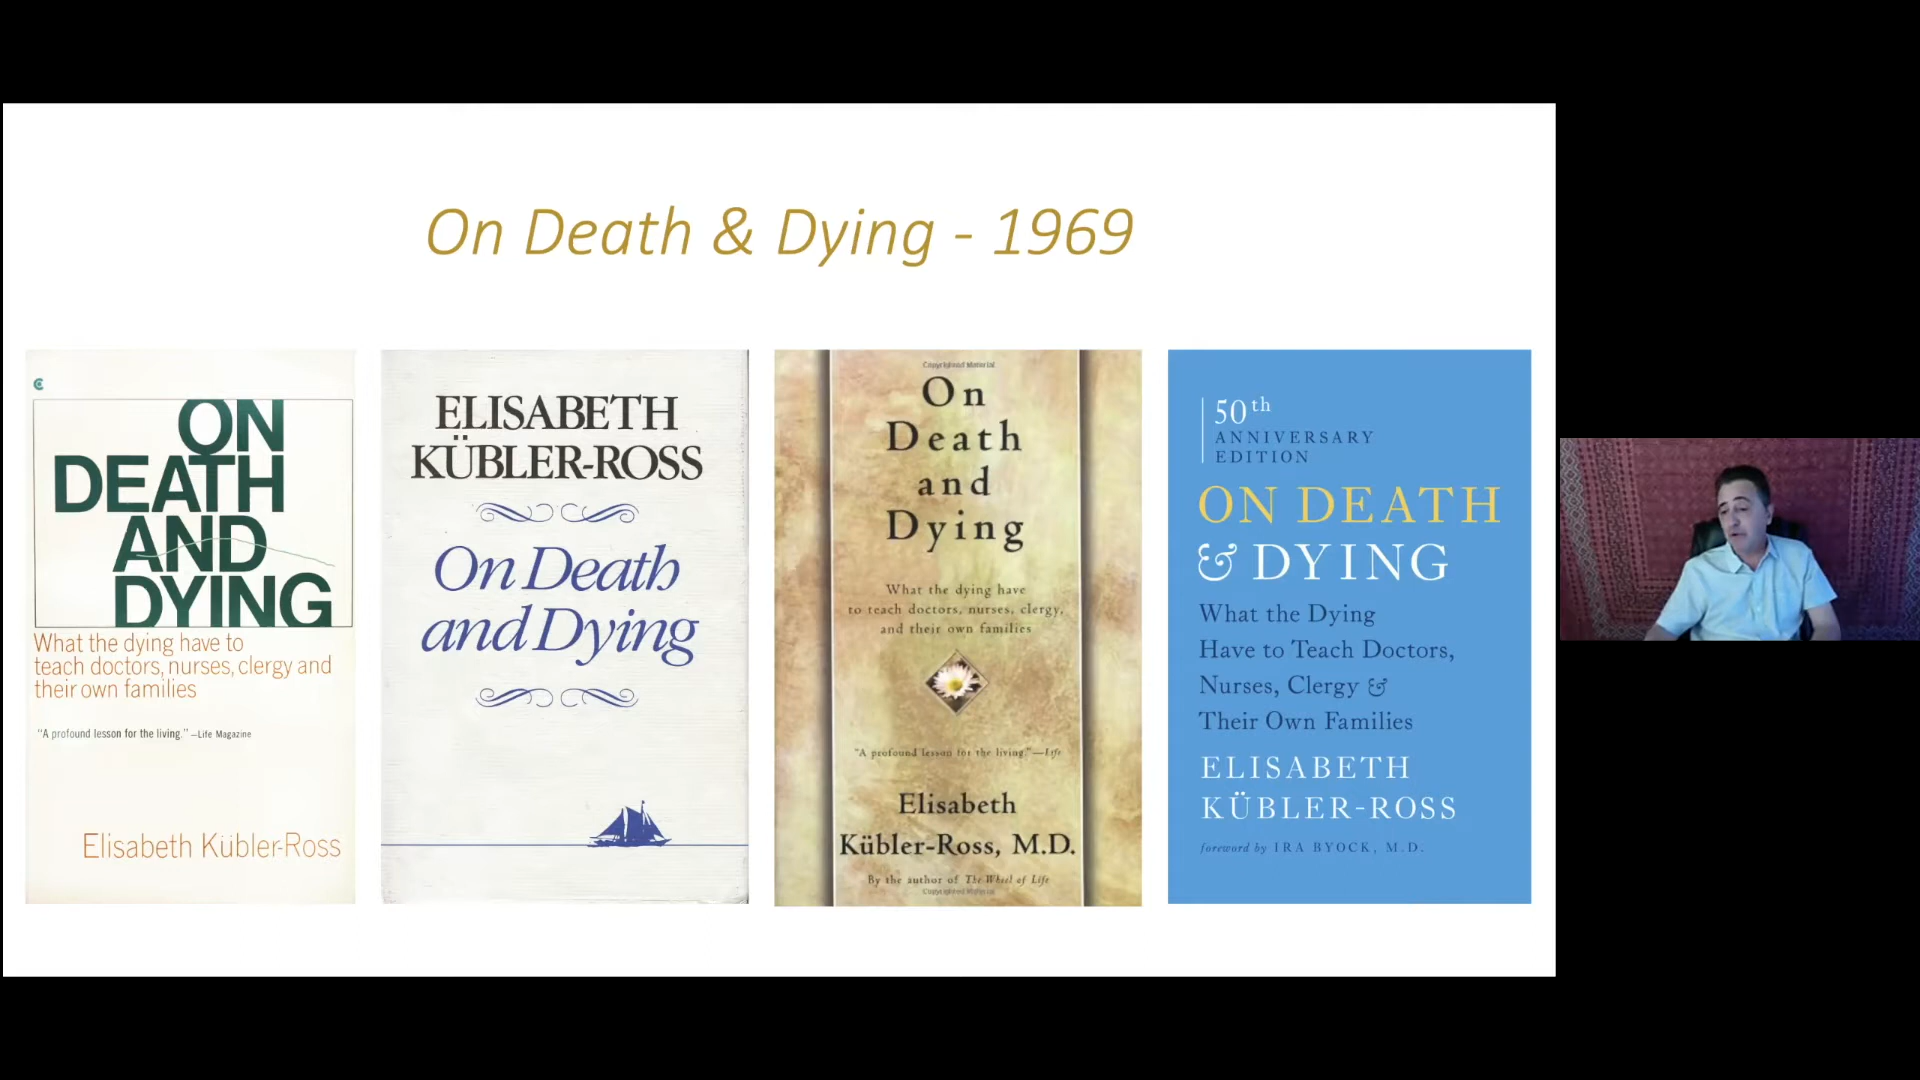 On Death & Dying - 1969
ON
DEATH
AND
DYING
What the dying have to
teach doctors, nurses, clergy and
their own families
"A profound lesson for the living." —Life Magazine
Elisabeth Kübler-Ross
ELISABETH
KÜBLER-ROSS
On Death
and Dying
Copyrighted Material
On
Death
and
Dying
What the dying have
to teach doctors, nurses, clergy,
and their own families
"A profound lesson for the living."—Life
Elisabeth
Kübler-Ross, M.D.
By the author of The Wheel of Life
Copyrighted Material
50th
ANNIVERSARY
EDITION
ON DEATH
& DYING
What the Dying
Have to Teach Doctors,
Nurses, Clergy &
Their Own Families
ELISABETH
KÜBLER-ROSS
foreword by IRA BYOCK, M.D.